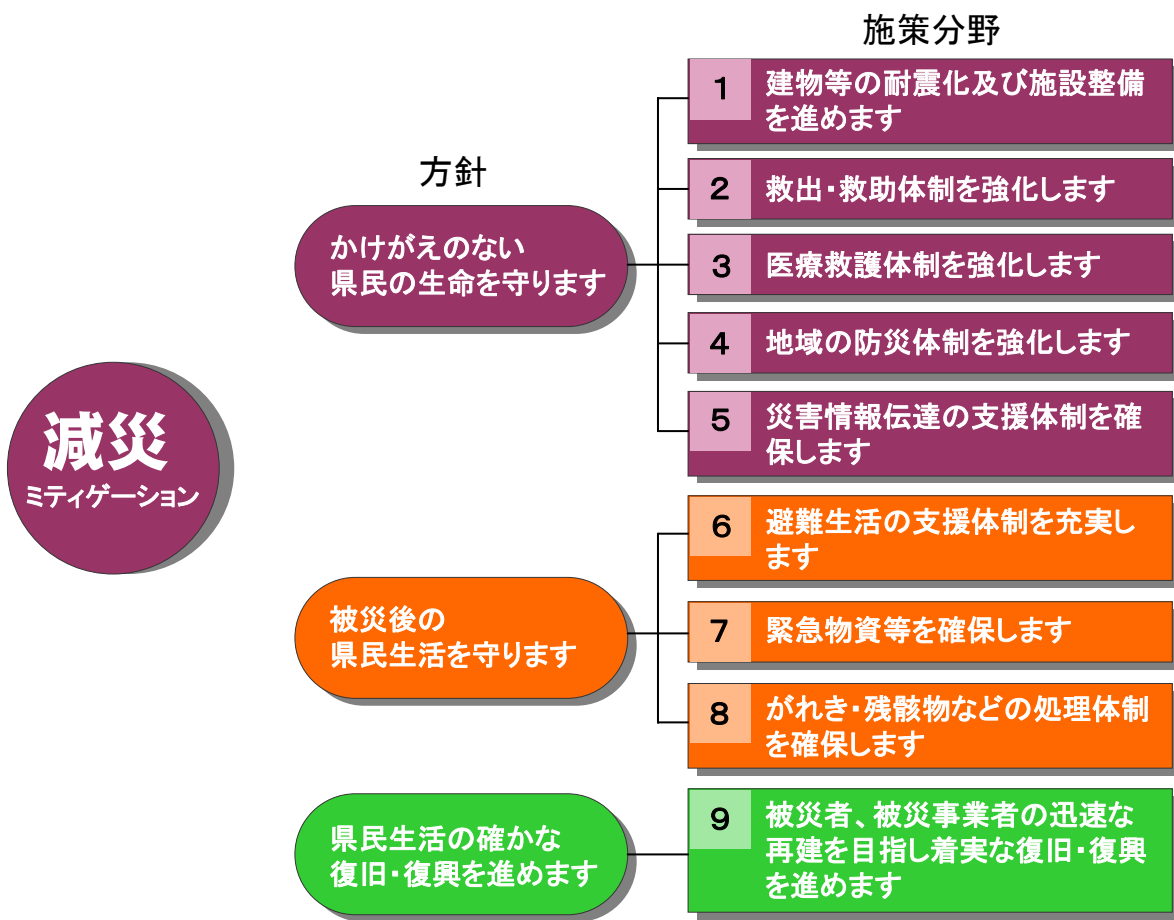 施策分野
方針
減災
ミティゲーション
かけがえのない
県民の生命を守ります
1 建物等の耐震化及び施設整備
を進めます
2 救出・救助体制を強化します
3 医療救護体制を強化します
4 地域の防災体制を強化します
5 災害情報伝達の支援体制を確
保します
被災後の
県民生活を守ります
6 避難生活の支援体制を充実し
ます
7 緊急物資等を確保します
8 がれき・残骸物などの処理体制
を確保します
県民生活の確かな
復旧・復興を進めます
9 被災者、被災事業者の迅速な
再建を目指し着実な復旧・復興
を進めます